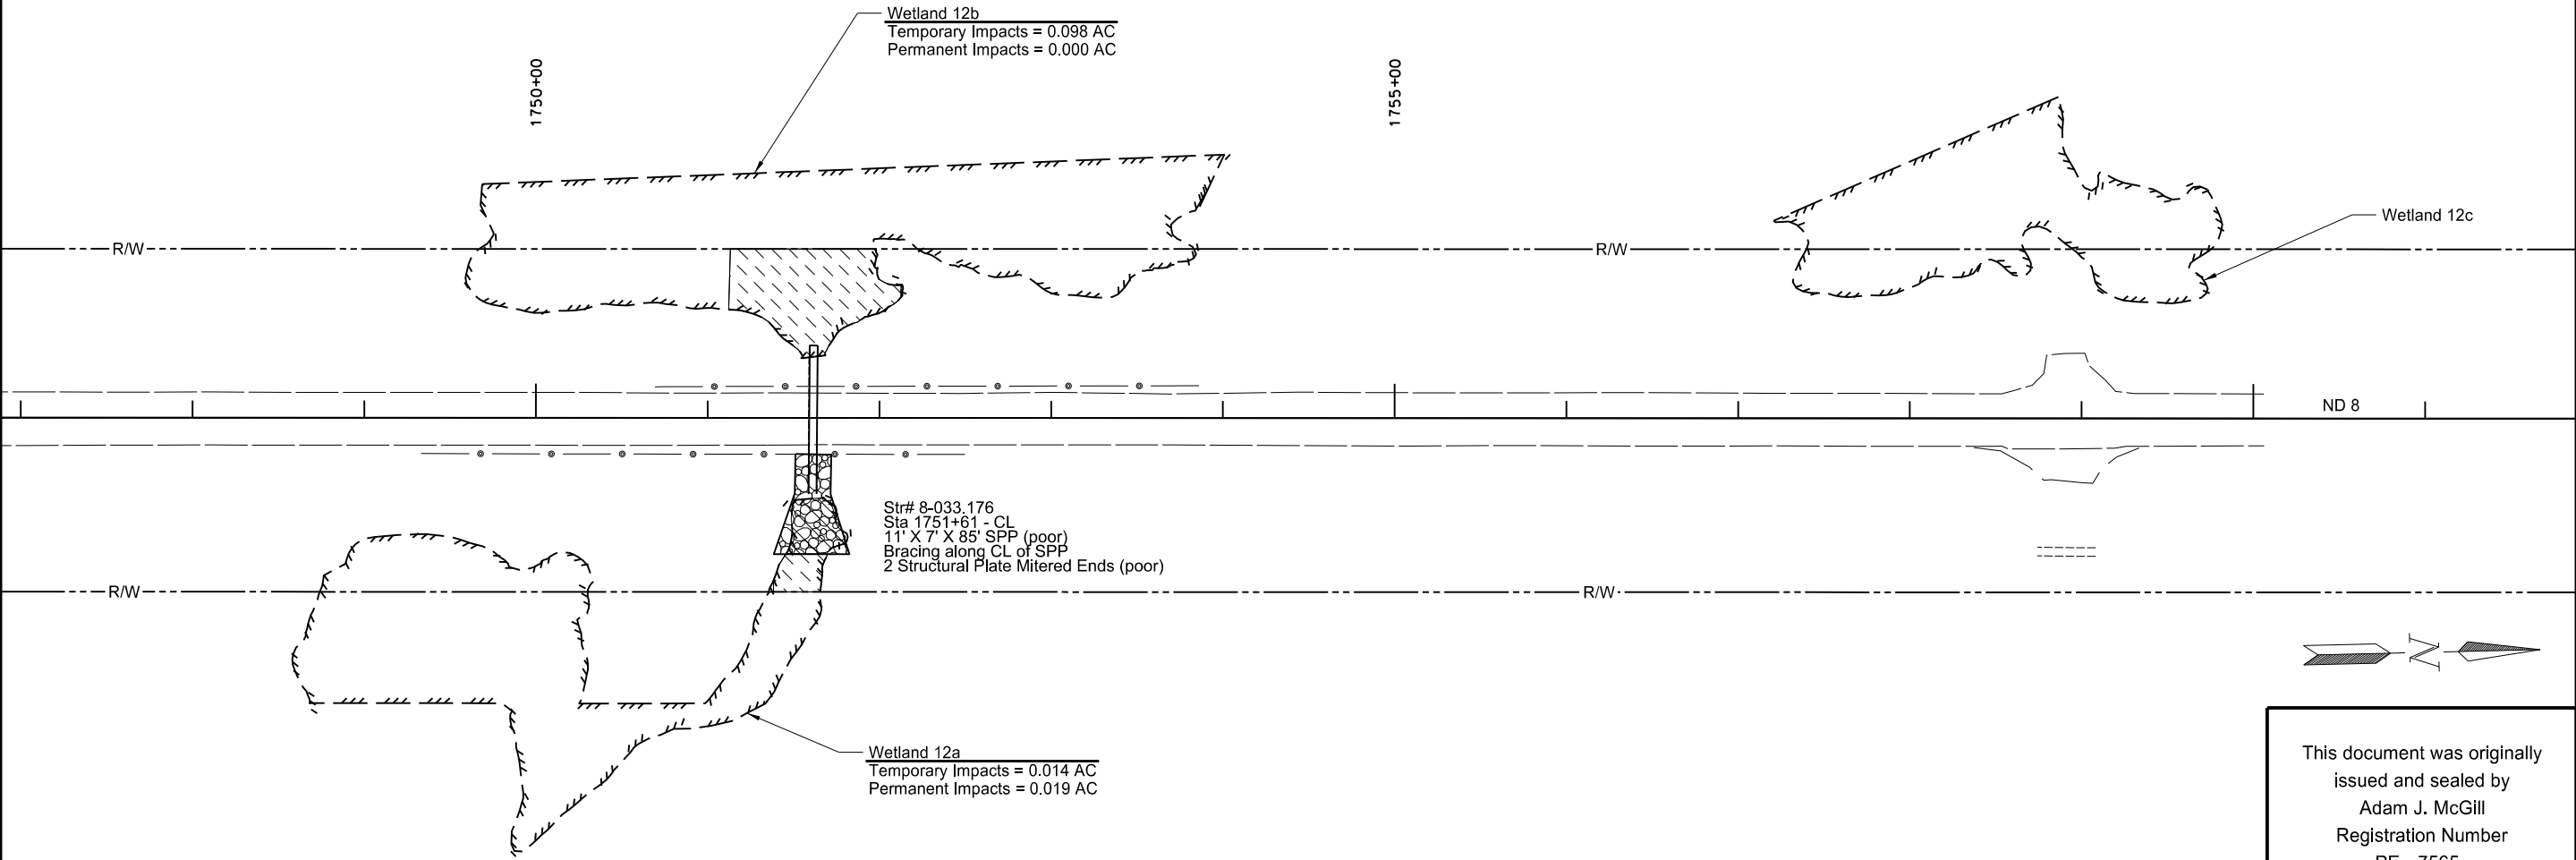 Wetland 12b
Temporary Impacts = 0.098 AC
Permanent Impacts = 0.000 AC
1750+00
1755+00
Wetland 12c
R/W
R/W
ND 8
Str# 8-033.176
Sta 1751+61 - CL
11' X 7' X 85' SPP (poor)
Bracing along CL of SPP
2 Structural Plate Mitered Ends (poor)
R/W
R/W
N
Wetland 12a
Temporary Impacts = 0.014 AC
Permanent Impacts = 0.019 AC
This document was originally
issued and sealed by
Adam J. McGill
Registration Number
PE - 7565